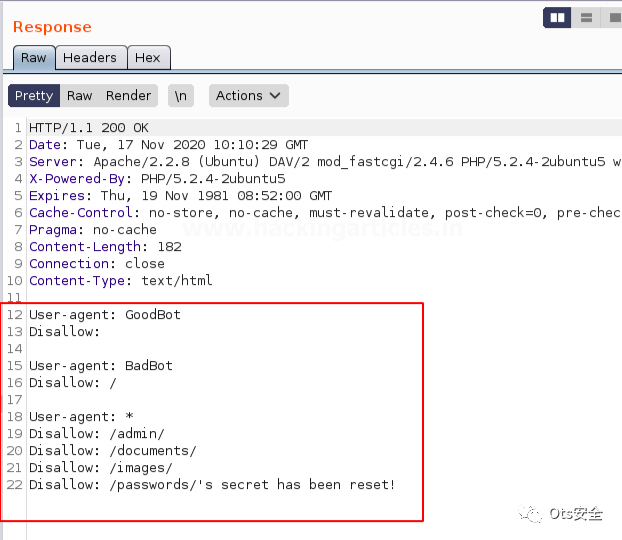 Response
Raw Headers Hex
Pretty Raw Render \n Actions
1 HTTP/1.1 200 OK
2 Date: Tue, 17 Nov 2020 10:10:29 GMT
3 Server: Apache/2.2.8 (Ubuntu) DAV/2 mod_fastcgi/2.4.6 PHP/5.2.4-2ubuntu5 w
4 X-Powered-By: PHP/5.2.4-2ubuntu5
5 Expires: Thu, 19 Nov 1981 08:52:00 GMT
6 Cache-Control: no-store, no-cache, must-revalidate, post-check=0, pre-chec
7 Pragma: no-cache
www.hackingarticles.in
8 Content-Length: 182
9 Connection: close
10 Content-Type: text/html
11
12 User-agent: GoodBot
13 Disallow:
14
15 User-agent: BadBot
16 Disallow: /
17
18 User-agent: *
19 Disallow: /admin/
20 Disallow: /documents/
21 Disallow: /images/
22 Disallow: /passwords/'s secret has been reset!
Ots安全